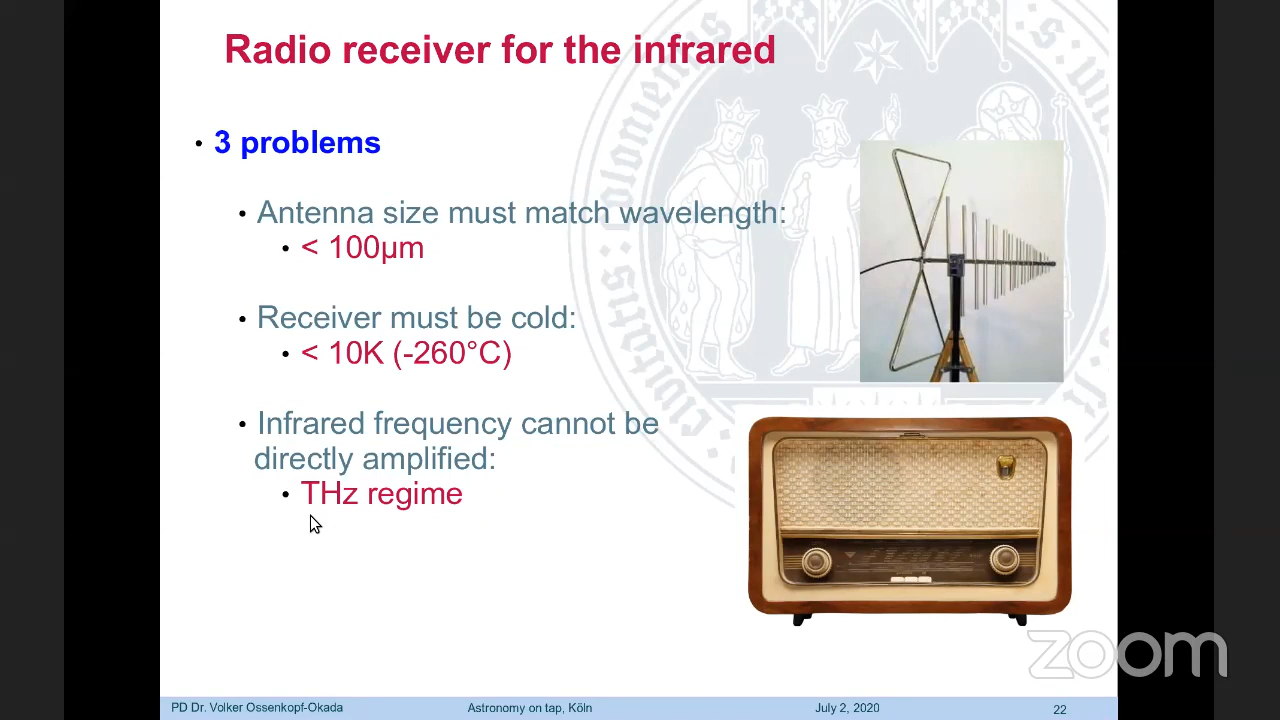 Radio receiver for the infrared
• 3 problems
• Antenna size must match wavelength:
• < 100µm
• Receiver must be cold:
• < 10K (-260°C)
• Infrared frequency cannot be
directly amplified:
• THz regime
zoom
PD Dr. Volker Ossenkopf-Okada
Astronomy on tap, Köln
July 2, 2020
22